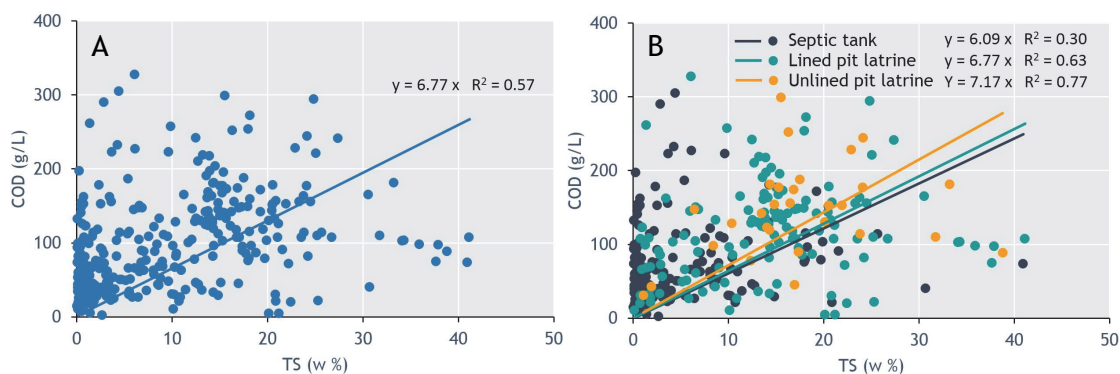 A
y = 6.77 x R² = 0.57
COD (g/L)
400
300
200
100
0
0 10 20 30 40 50
TS (w %)
B
Septic tank y = 6.09 x R² = 0.30
Lined pit latrine y = 6.77 x R² = 0.63
Unlined pit latrine Y = 7.17 x R² = 0.77
COD (g/L)
400
300
200
100
0
0 10 20 30 40 50
TS (w %)